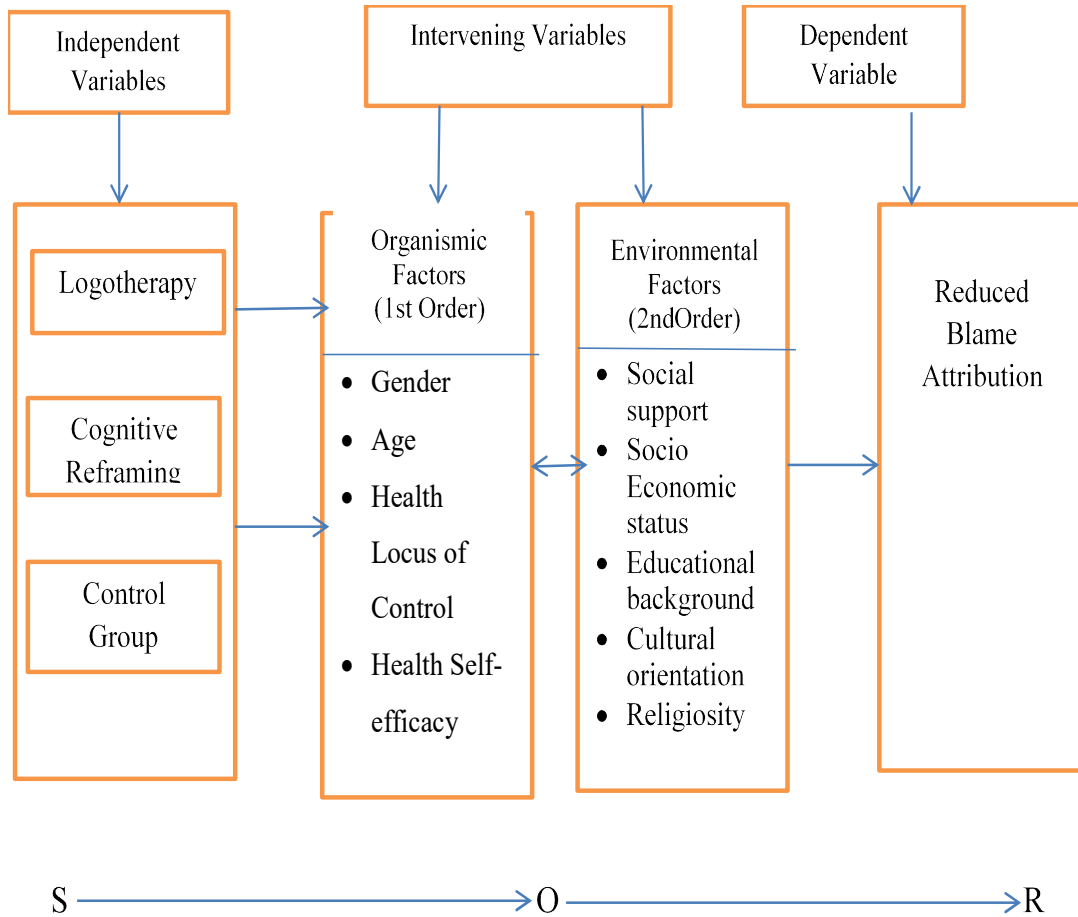 Independent
Variables
Intervening Variables
Dependent
Variable
Logotherapy
Cognitive
Reframing
Control
Group
Organismic
Factors
(1st Order)
• Gender
• Age
• Health
Locus of
Control
• Health Self-
efficacy
Environmental
Factors
(2ndOrder)
• Social
support
• Socio
Economic
status
• Educational
background
• Cultural
orientation
• Religiosity
Reduced
Blame
Attribution
S O R